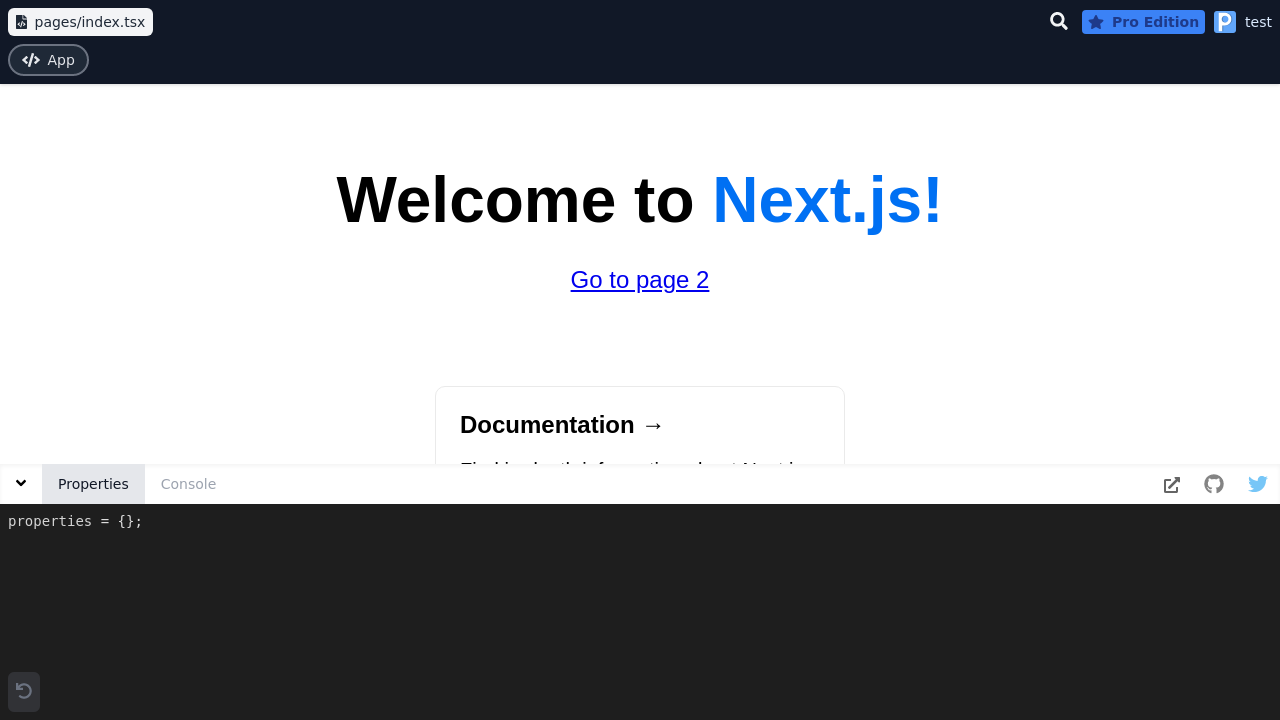 pages/index.tsx
Pro Edition
test
App
Welcome to Next.js!
Go to page 2
Documentation →
Properties
Console
properties = {};